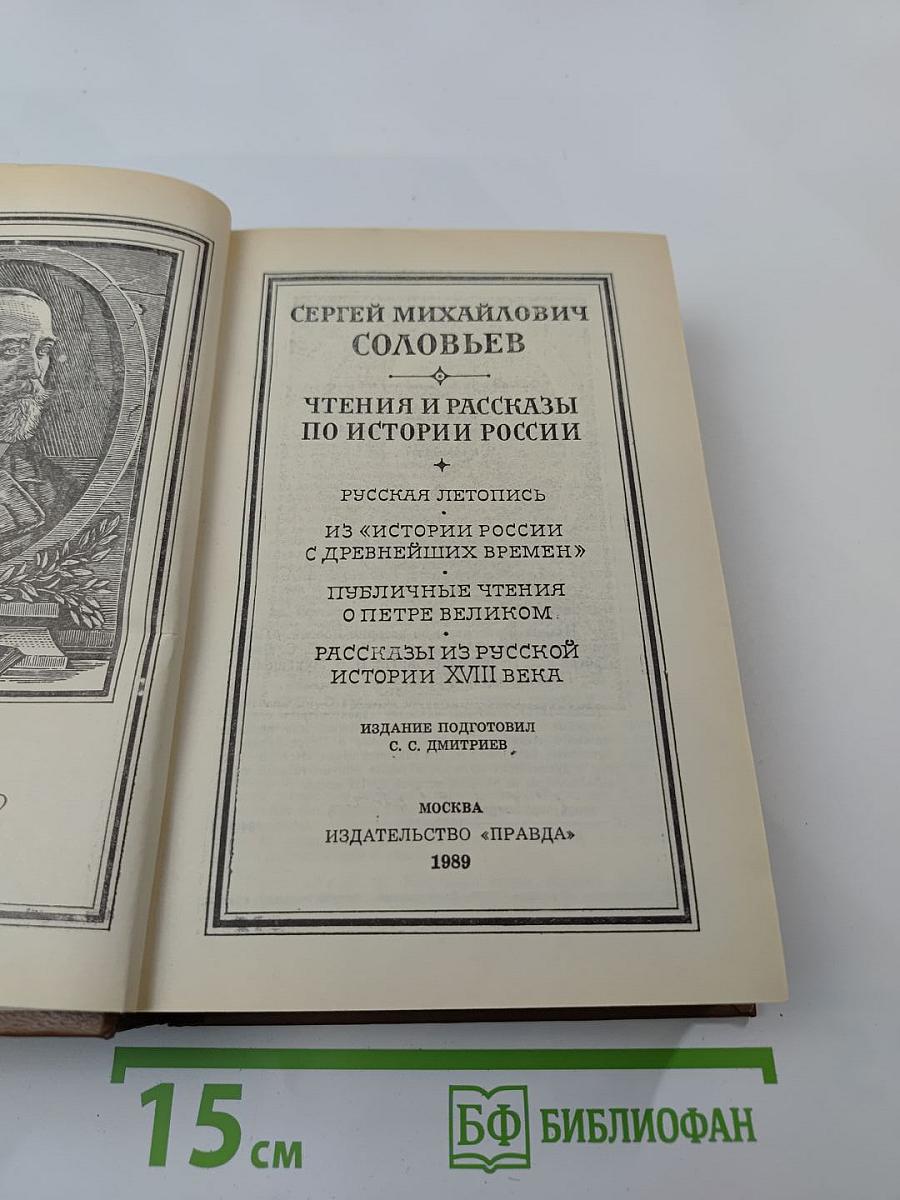 СЕРГЕЙ МИХАЙЛОВИЧ
СОЛОВЬЕВ
ЧТЕНИЯ И РАССКАЗЫ
ПО ИСТОРИИ РОССИИ
РУССКАЯ ЛЕТОПИСЬ
ИЗ «ИСТОРИИ РОССИИ
С ДРЕВНЕЙШИХ ВРЕМЕН»
ПУБЛИЧНЫЕ ЧТЕНИЯ
О ПЕТРЕ ВЕЛИКОМ
РАССКАЗЫ ИЗ РУССКОЙ
ИСТОРИИ XVIII ВЕКА
ИЗДАНИЕ ПОДГОТОВИЛ
С. С. ДМИТРИЕВ
МОСКВА
ИЗДАТЕЛЬСТВО «ПРАВДА»
1989
15 см
БФ БИБЛИОФАН